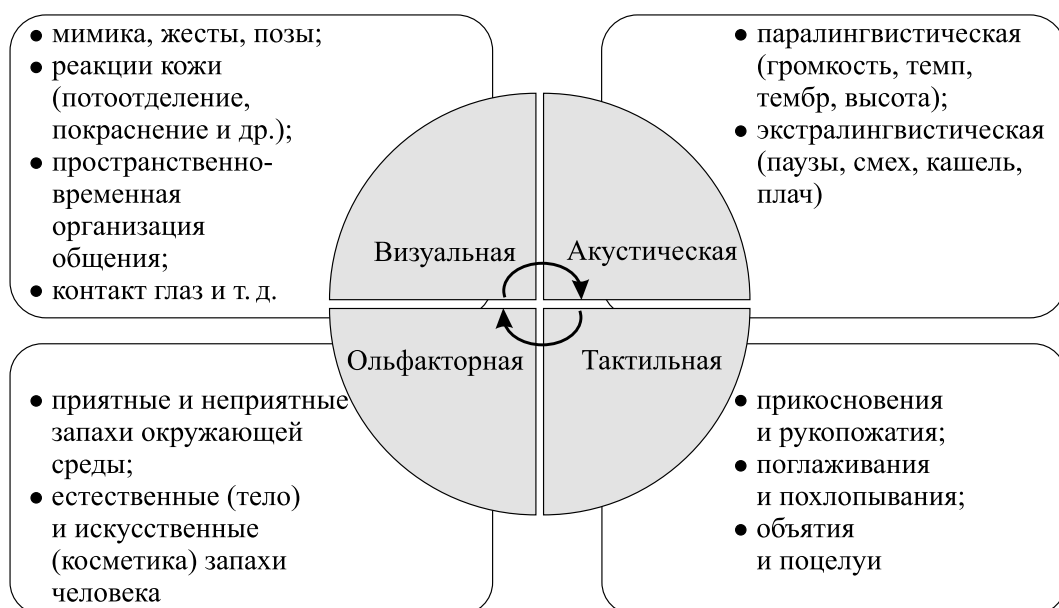 ● мимика, жесты, позы;
● реакции кожи
(потоотделение,
покраснение и др.);
● пространственно-
временная
организация
общения;
● контакт глаз и т. д.
● паралингвистическая
(громкость, темп,
тембр, высота);
● экстралингвистическая
(паузы, смех, кашель,
плач)
Визуальная
Акустическая
Ольфакторная
Тактильная
● приятные и неприятные
запахи окружающей
среды;
● естественные (тело)
и искусственные
(косметика) запахи
человека
● прикосновения
и рукопожатия;
● поглаживания
и похлопывания;
● объятия
и поцелуи